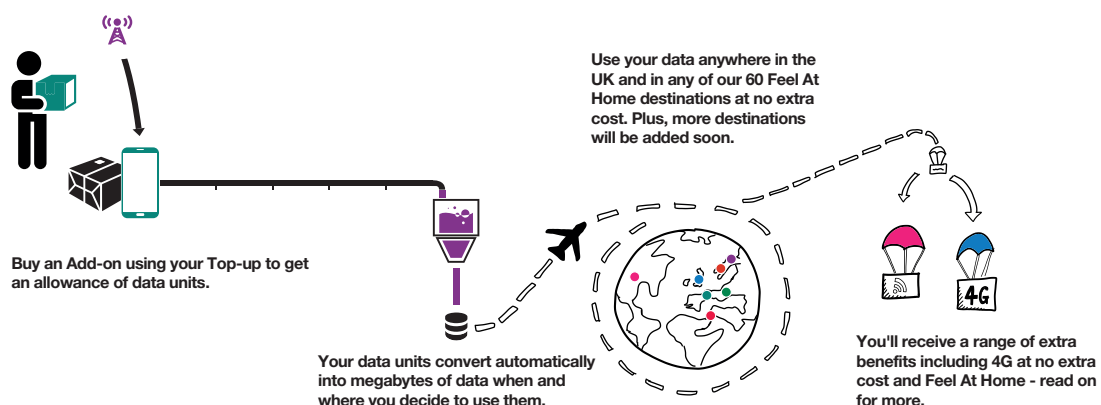 Buy an Add-on using your Top-up to get
an allowance of data units.
Your data units convert automatically
into megabytes of data when and
where you decide to use them.
Use your data anywhere in the
UK and in any of our 60 Feel At
Home destinations at no extra
cost. Plus, more destinations
will be added soon.
4G
You'll receive a range of extra
benefits including 4G at no extra
cost and Feel At Home - read on
for more.